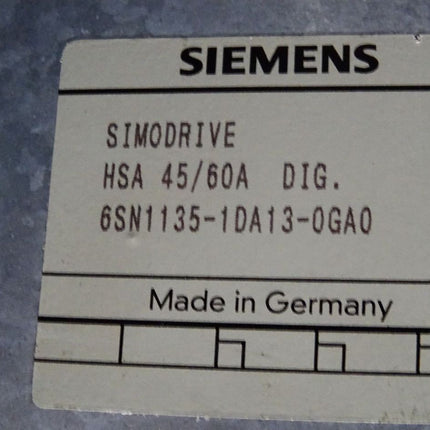 SIEMENS
SIMODRIVE
HSA 45/60A DIG.
6SN1135-1DA13-0GA0
Made in Germany